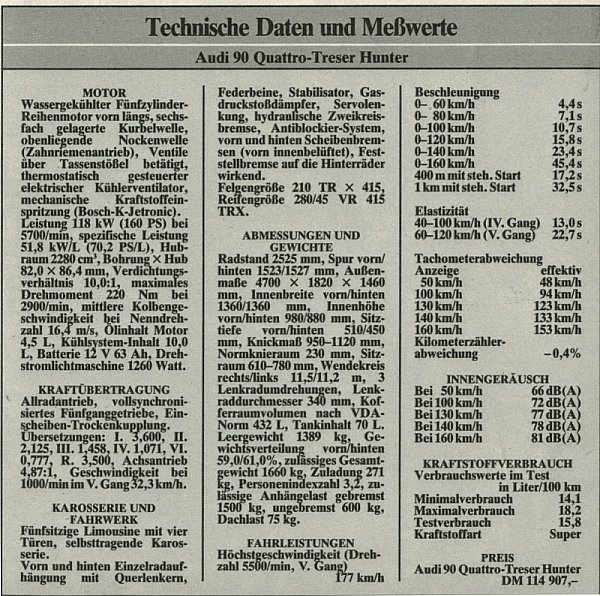 Technische Daten und Meßwerte
Audi 90 Quattro-Treser Hunter
MOTOR
Wassergekühlter Fünfzylinder-
Reihenmotor vorn längs, sechs-
fach gelagerte Kurbelwelle,
obenliegende Nockenwelle
(Zahnriemenantrieb), Ventile
über Tassenstößel betätigt,
thermostatisch gesteuerter
elektrischer Kühlerventilator,
mechanische Kraftstoffein-
spritzung (Bosch-K-Jetronic).
Leistung 118 kW (160 PS) bei
5700/min, spezifische Leistung
51,8 kW/L (70,2 PS/L), Hub-
raum 2280 cm³, Bohrung × Hub
82,0 × 86,4 mm, Verdichtungs-
verhältnis 10,0:1, maximales
Drehmoment 220 Nm bei
2900/min, mittlere Kolbenge-
schwindigkeit bei Nenndreh-
zahl 16,4 m/s, Ölinhalt Motor
4,5 L, Kühlsystem-Inhalt 10,0
L, Batterie 12 V 63 Ah, Dreh-
stromlichtmaschine 1260 Watt.
KRAFTÜBERTRAGUNG
Allradantrieb, vollsynchroni-
siertes Fünfganggetriebe, Ein-
scheiben-Trockenkupplung.
Übersetzungen: I. 3,600, II.
2,125, III. 1,458, IV. 1,071, VI.
0,777, R. 3,500, Achsantrieb
4,87:1, Geschwindigkeit bei
1000/min im V. Gang 32,3 km/h.
KAROSSERIE UND
FAHRWERK
Fünfsitzige Limousine mit vier
Türen, selbsttragende Karos-
serie.
Vorn und hinten Einzelradauf-
hängung mit Querlenkern,
Federbeine, Stabilisator, Gas-
druckstoßdämpfer, Servolen-
kung, hydraulische Zweikreis-
bremse, Antiblockier-System,
vorn und hinten Scheibenbrem-
sen (vorn innenbelüftet), Fest-
stellbremse auf die Hinterräder
wirkend.
Felgengröße 210 TR × 415,
Reifengröße 280/45 VR 415
TRX.
ABMESSUNGEN UND
GEWICHTE
Radstand 2525 mm, Spur vorn/
hinten 1523/1527 mm, Außen-
maße 4700 × 1820 × 1460
mm, Innenbreite vorn/hinten
1360/1360 mm, Innenhöhe
vorn/hinten 980/880 mm, Sitz-
tiefe vorn/hinten 510/450
mm, Knickmaß 950–1120 mm,
Normknieraum 230 mm, Sitz-
raum 610–780 mm, Wendekreis
rechts/links 11,5/11,2 m, 3
Lenkradumdrehungen, Lenk-
raddurchmesser 340 mm, Kof-
ferraumvolumen nach VDA-
Norm 432 L, Tankinhalt 70 L.
Leergewicht 1389 kg, Ge-
wichtsverteilung vorn/hinten
59,0/61,0%, zulässiges Gesamt-
gewicht 1660 kg, Zuladung 271
kg, Personenindexzahl 3,2, zu-
lässige Anhängelast gebremst
1500 kg, ungebremst 600 kg,
Dachlast 75 kg.
FAHRLEISTUNGEN
Höchstgeschwindigkeit (Dreh-
zahl 5500/min, V. Gang)
177 km/h
Beschleunigung
0– 60 km/h 4,4 s
0– 80 km/h 7,1 s
0–100 km/h 10,7 s
0–120 km/h 15,8 s
0–140 km/h 23,4 s
0–160 km/h 45,4 s
400 m mit steh. Start 17,2 s
1 km mit steh. Start 32,5 s
Elastizität
40–100 km/h (IV. Gang) 13,0 s
60–120 km/h (V. Gang) 22,7 s
Tachometerabweichung
Anzeige effektiv
50 km/h 48 km/h
100 km/h 94 km/h
130 km/h 123 km/h
140 km/h 133 km/h
160 km/h 153 km/h
Kilometerzähler-
abweichung –0,4%
INNENGERÄUSCH
Bei 50 km/h 66 dB(A)
Bei 100 km/h 72 dB(A)
Bei 130 km/h 77 dB(A)
Bei 140 km/h 78 dB(A)
Bei 160 km/h 81 dB(A)
KRAFTSTOFFVERBRAUCH
Verbrauchswerte im Test
in Liter/100 km
Minimalverbrauch 14,1
Maximalverbrauch 18,2
Testverbrauch 15,8
Kraftstoffart Super
PREIS
Audi 90 Quattro-Treser Hunter
DM 114 907,–